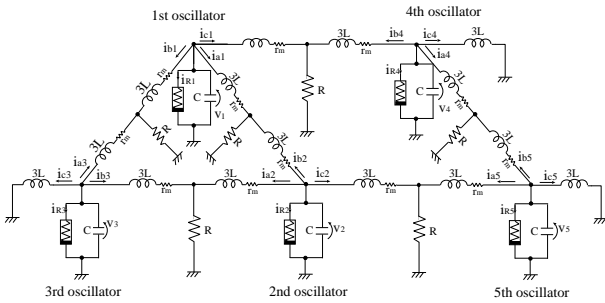 1st oscillator
4th oscillator
ib1
ic1
ia1
3L
rm
rm
3L
ib4
ic4
ia4
3L
3L
rm
iR1
C
v1
3L
rm
R
iR4
C
v4
3L
rm
R
R
3L
rm
R
3L
rm
ia3
ic3
ib3
3L
3L
rm
3L
rm
ib2
ia2
ic2
3L
rm
3L
rm
ib5
ia5
ic5
3L
iR3
C
v3
R
iR2
C
v2
R
iR5
C
v5
3rd oscillator
2nd oscillator
5th oscillator